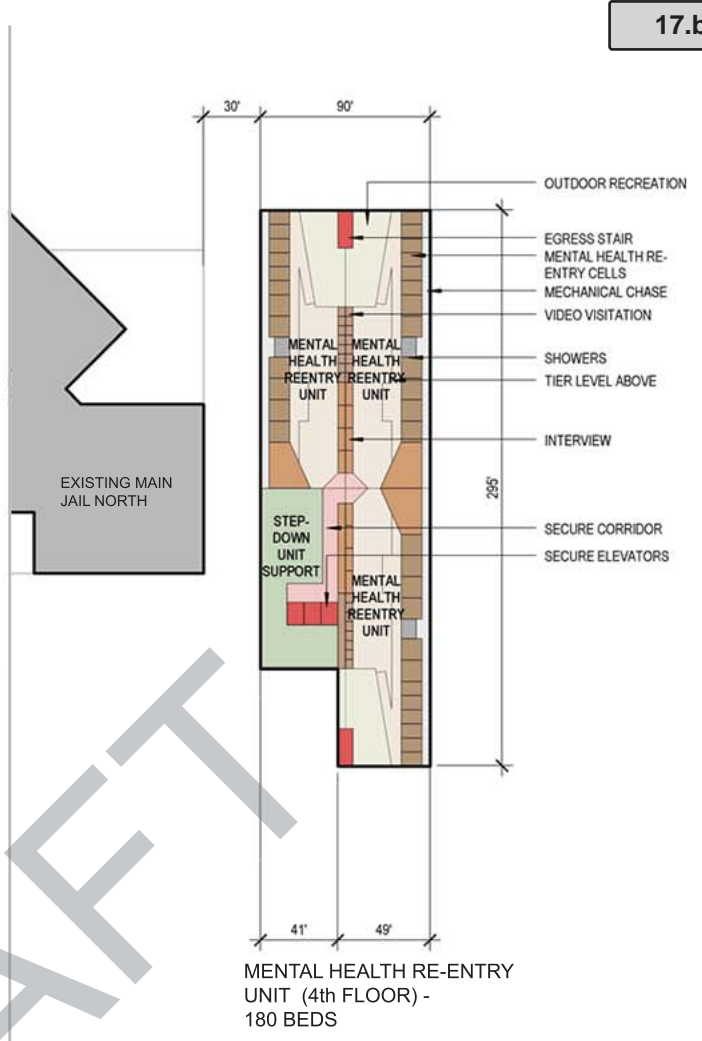 17.b
30'
90'
OUTDOOR RECREATION
EGRESS STAIR
MENTAL HEALTH RE-
ENTRY CELLS
MECHANICAL CHASE
VIDEO VISITATION
SHOWERS
TIER LEVEL ABOVE
INTERVIEW
SECURE CORRIDOR
SECURE ELEVATORS
295'
MENTAL
HEALTH
REENTRY
UNIT
MENTAL
HEALTH
REENTRY
UNIT
EXISTING MAIN
JAIL NORTH
STEP-
DOWN
UNIT
SUPPORT
MENTAL
HEALTH
REENTRY
UNIT
AFT
41'
49'
MENTAL HEALTH RE-ENTRY
UNIT (4th FLOOR) -
180 BEDS